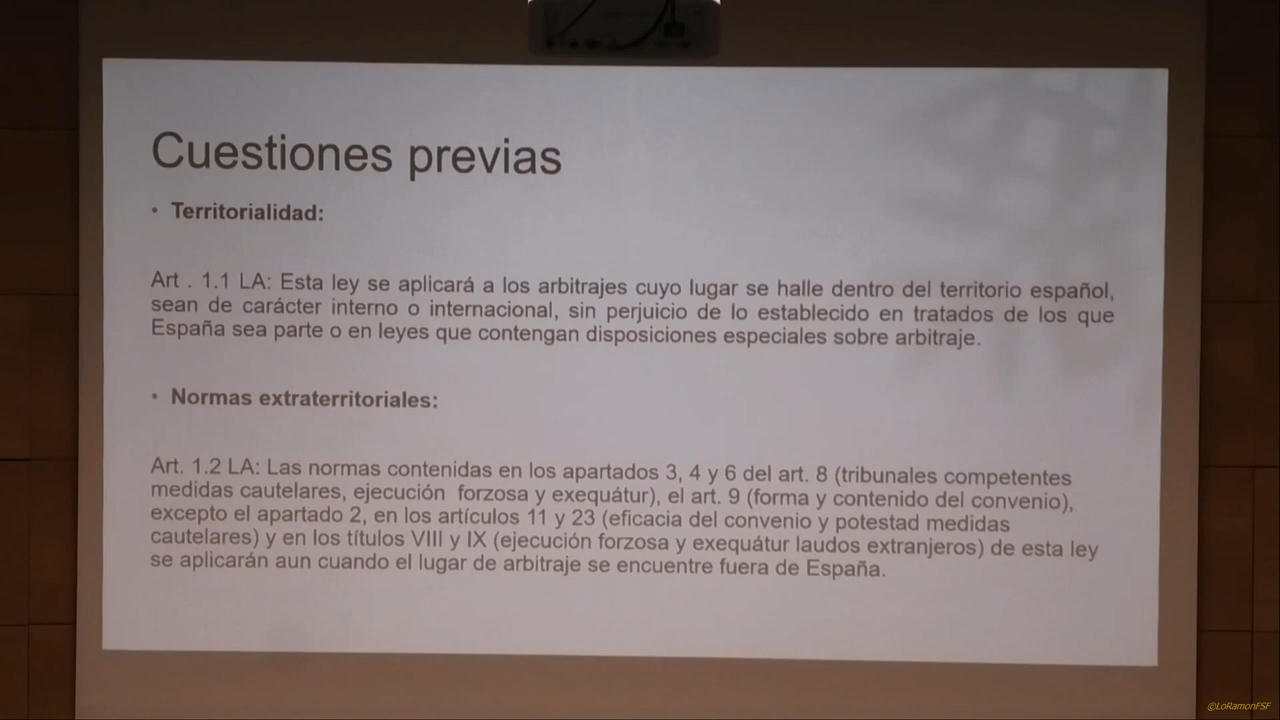 Cuestiones previas
• Territorialidad:
Art . 1.1 LA: Esta ley se aplicará a los arbitrajes cuyo lugar se halle dentro del territorio español,
sean de carácter interno o internacional, sin perjuicio de lo establecido en tratados de los que
España sea parte o en leyes que contengan disposiciones especiales sobre arbitraje.
• Normas extraterritoriales:
Art. 1.2 LA: Las normas contenidas en los apartados 3, 4 y 6 del art. 8 (tribunales competentes
medidas cautelares, ejecución  forzosa y exequátur), el art. 9 (forma y contenido del convenio),
excepto el apartado 2, en los artículos 11 y 23 (eficacia del convenio y potestad medidas
cautelares) y en los títulos VIII y IX (ejecución forzosa y exequátur laudos extranjeros) de esta ley
se aplicarán aun cuando el lugar de arbitraje se encuentre fuera de España.
©LoRamonFSF